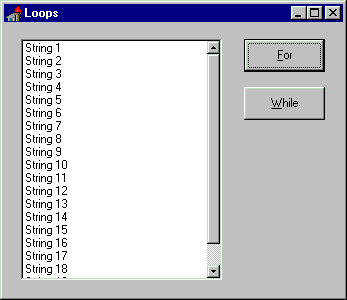 Loops
String 1
String 2
String 3
String 4
String 5
String 6
String 7
String 8
String 9
String 10
String 11
String 12
String 13
String 14
String 15
String 16
String 17
String 18
For
While